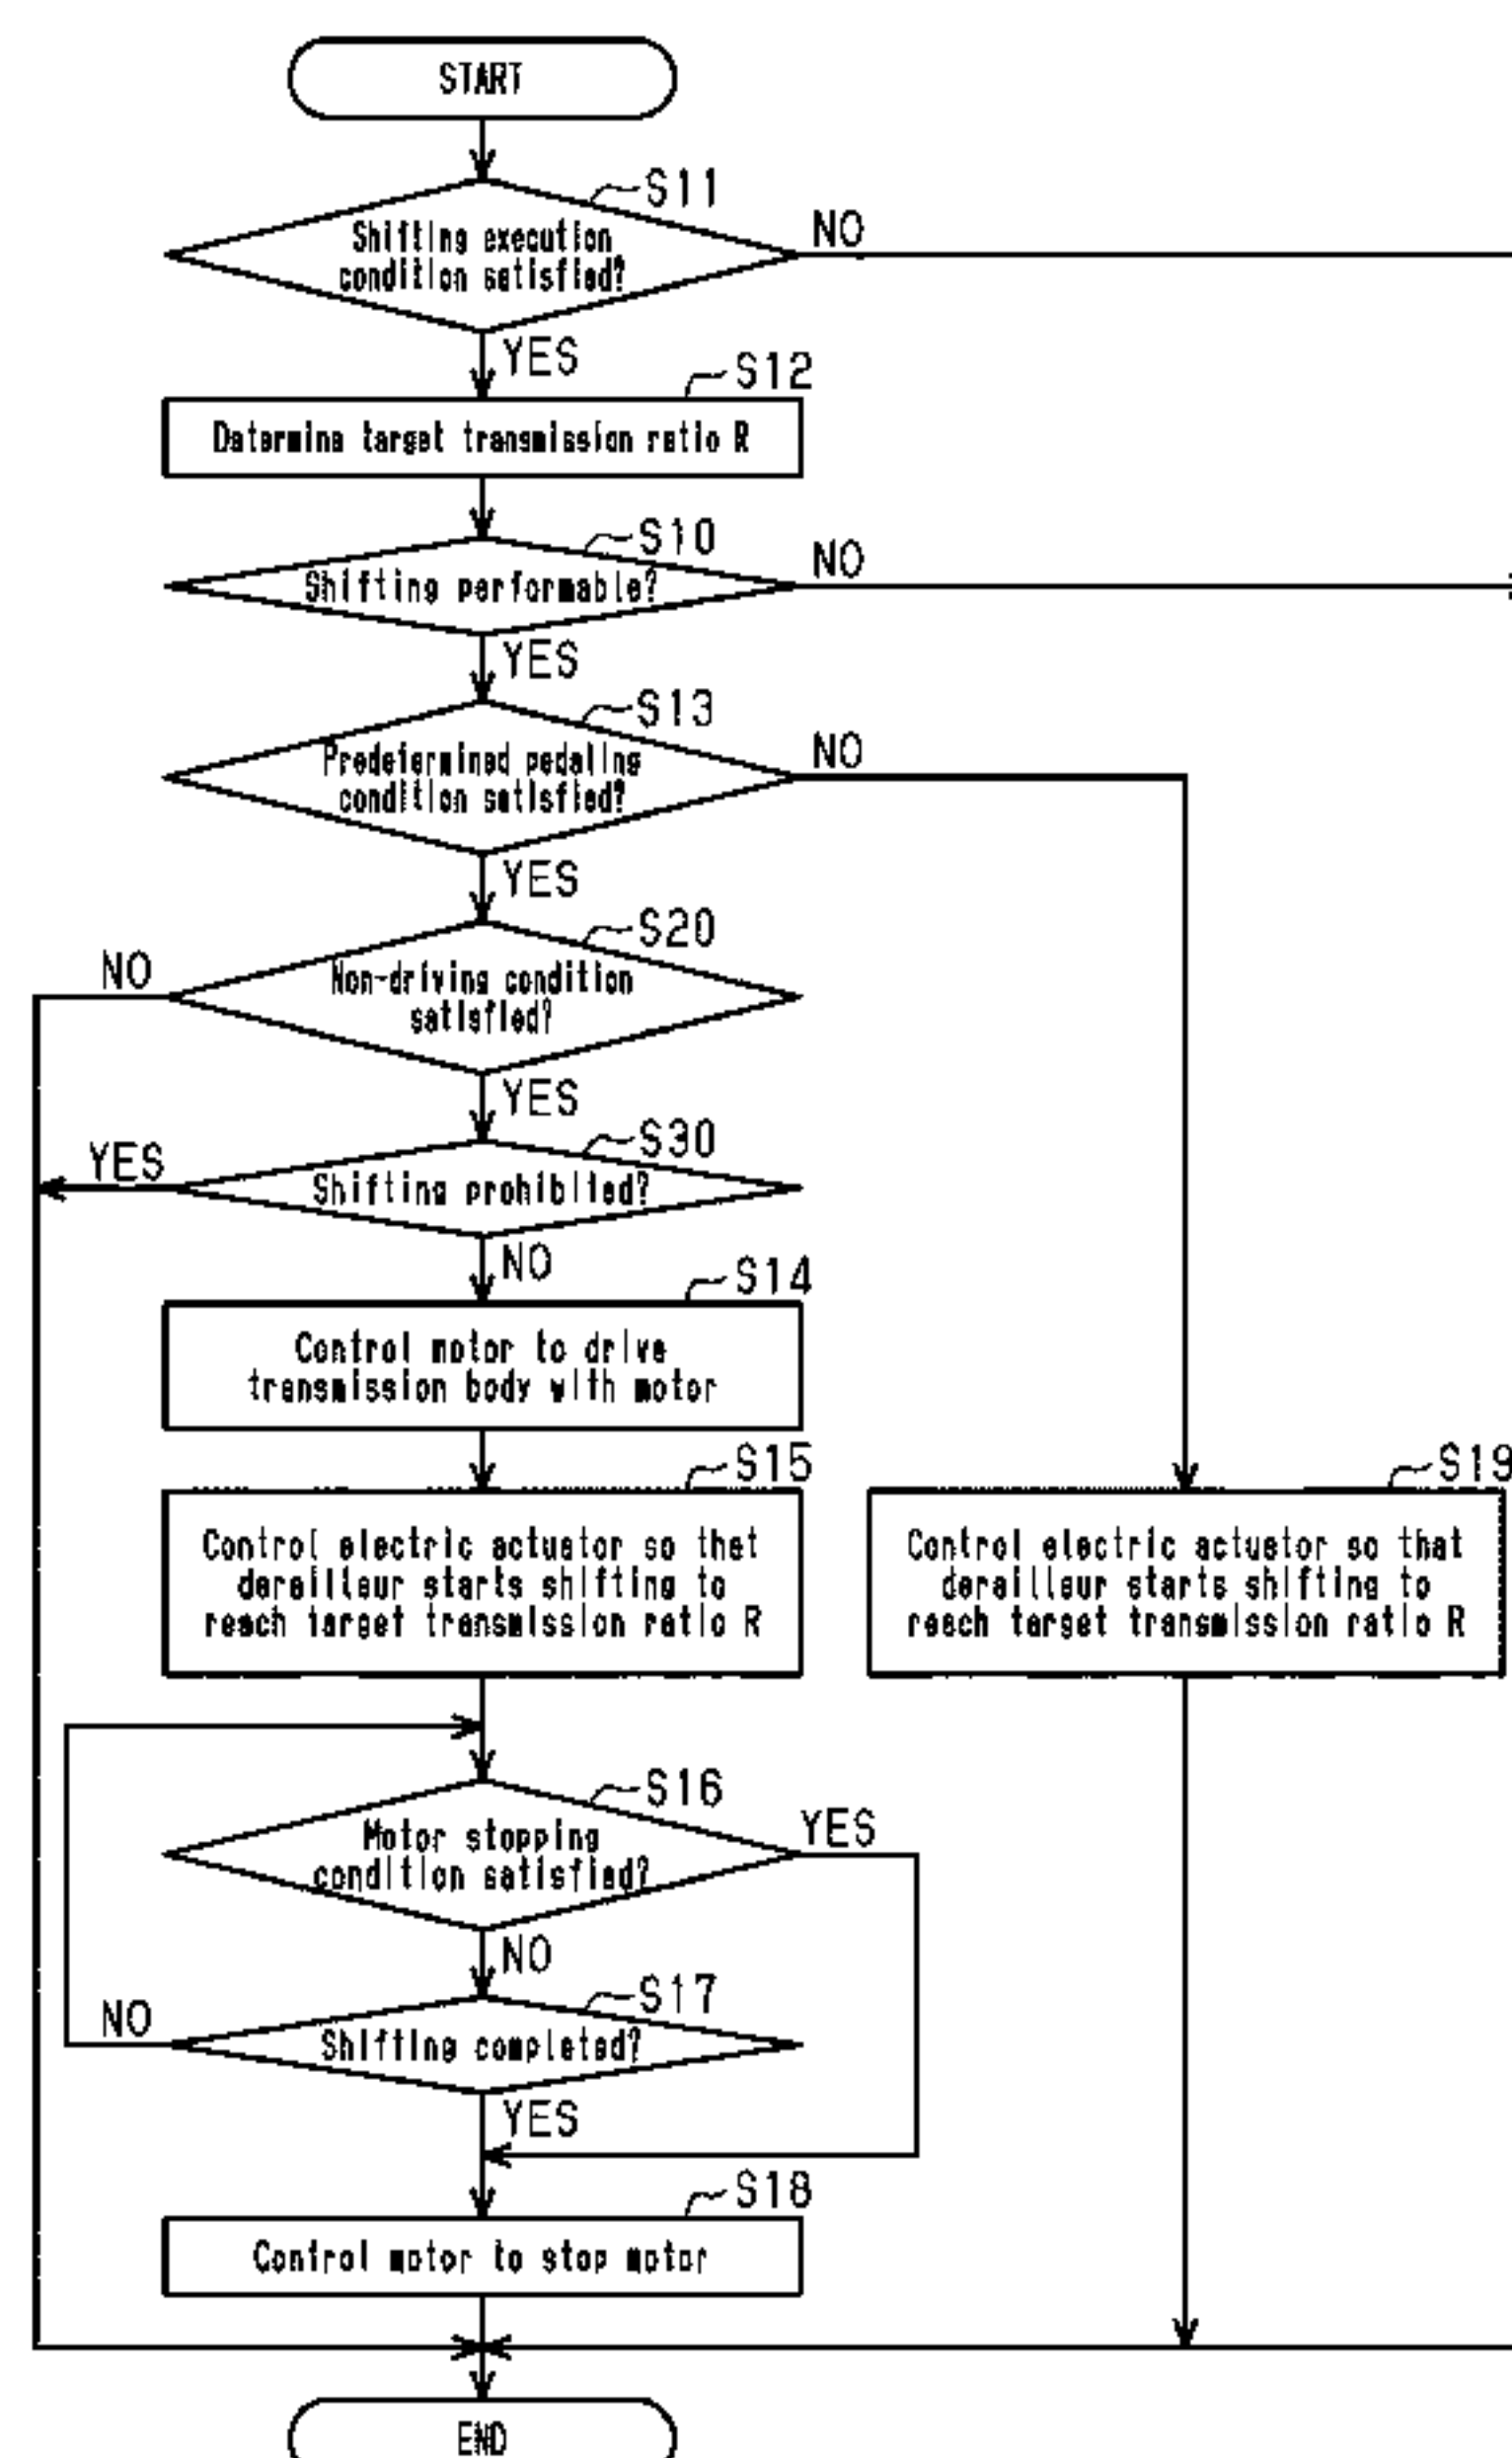 START
S11
Shifting execution
condition satisfied?
NO
YES
S12
Determine target transmission ratio R
S10
Shifting performable?
NO
YES
S13
Predetermined pedaling
condition satisfied?
NO
YES
S20
Non-driving condition
satisfied?
NO
YES
S30
Shifting prohibited?
YES
NO
S14
Control motor to drive
transmission body with motor
S15
Control electric actuator so that
derailleur starts shifting to
reach target transmission ratio R
S19
Control electric actuator so that
derailleur starts shifting to
reach target transmission ratio R
S16
Motor stopping
condition satisfied?
YES
NO
S17
Shifting completed?
NO
YES
S18
Control motor to stop motor
END